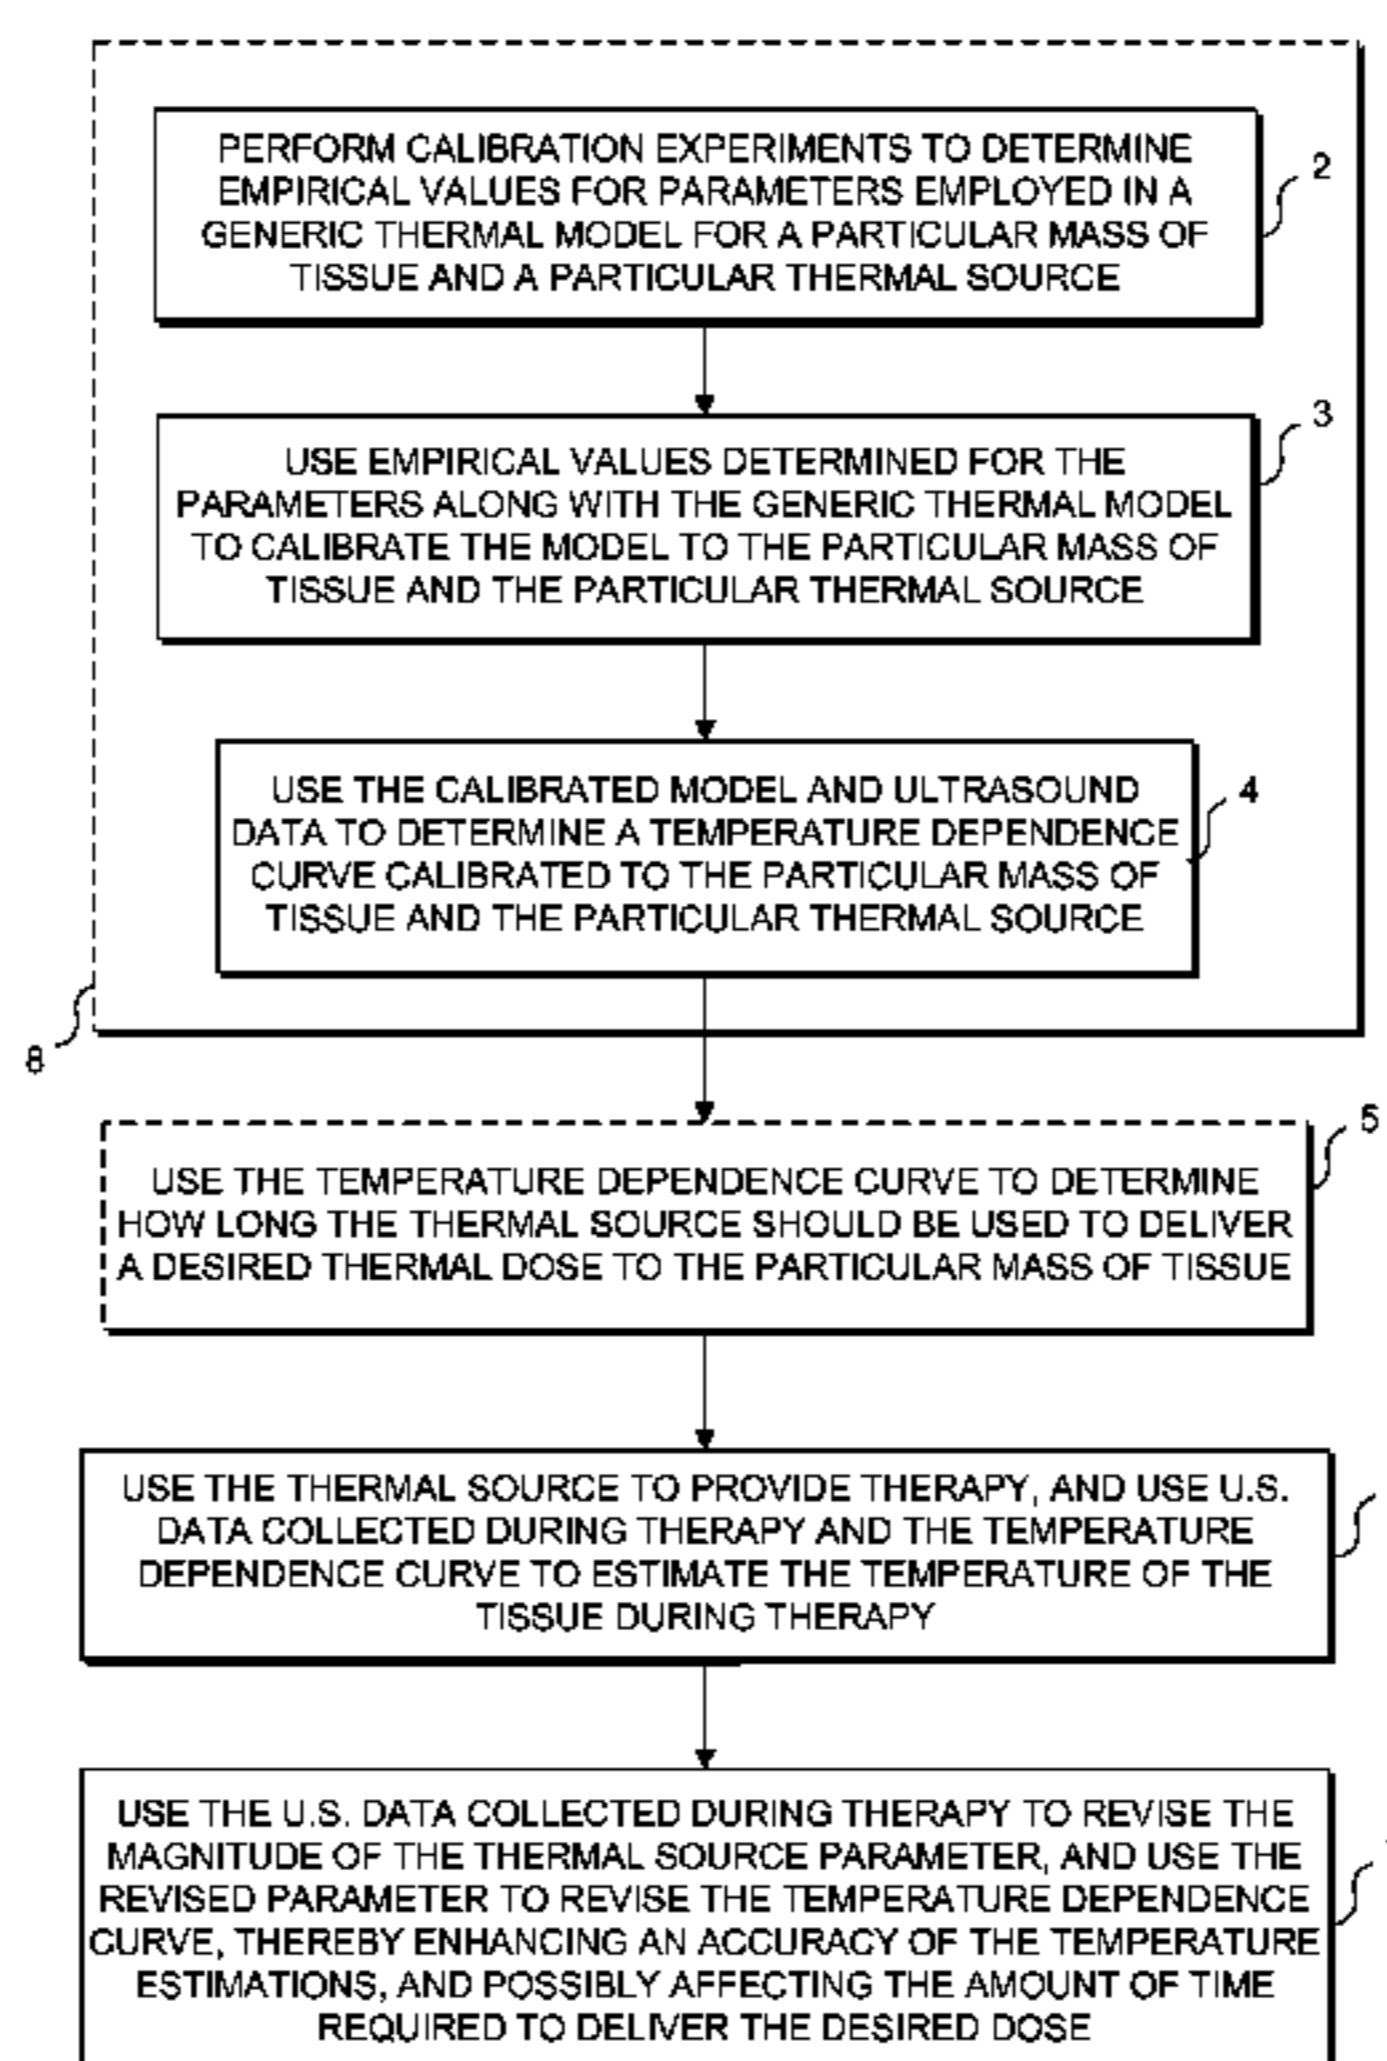 PERFORM CALIBRATION EXPERIMENTS TO DETERMINE
EMPIRICAL VALUES FOR PARAMETERS EMPLOYED IN A
GENERIC THERMAL MODEL FOR A PARTICULAR MASS OF
TISSUE AND A PARTICULAR THERMAL SOURCE
2
USE EMPIRICAL VALUES DETERMINED FOR THE
PARAMETERS ALONG WITH THE GENERIC THERMAL MODEL
TO CALIBRATE THE MODEL TO THE PARTICULAR MASS OF
TISSUE AND THE PARTICULAR THERMAL SOURCE
3
USE THE CALIBRATED MODEL AND ULTRASOUND
DATA TO DETERMINE A TEMPERATURE DEPENDENCE
CURVE CALIBRATED TO THE PARTICULAR MASS OF
TISSUE AND THE PARTICULAR THERMAL SOURCE
4
8
USE THE TEMPERATURE DEPENDENCE CURVE TO DETERMINE
HOW LONG THE THERMAL SOURCE SHOULD BE USED TO DELIVER
A DESIRED THERMAL DOSE TO THE PARTICULAR MASS OF TISSUE
5
USE THE THERMAL SOURCE TO PROVIDE THERAPY, AND USE U.S.
DATA COLLECTED DURING THERAPY AND THE TEMPERATURE
DEPENDENCE CURVE TO ESTIMATE THE TEMPERATURE OF THE
TISSUE DURING THERAPY
USE THE U.S. DATA COLLECTED DURING THERAPY TO REVISE THE
MAGNITUDE OF THE THERMAL SOURCE PARAMETER, AND USE THE
REVISED PARAMETER TO REVISE THE TEMPERATURE DEPENDENCE
CURVE, THEREBY ENHANCING AN ACCURACY OF THE TEMPERATURE
ESTIMATIONS, AND POSSIBLY AFFECTING THE AMOUNT OF TIME
REQUIRED TO DELIVER THE DESIRED DOSE